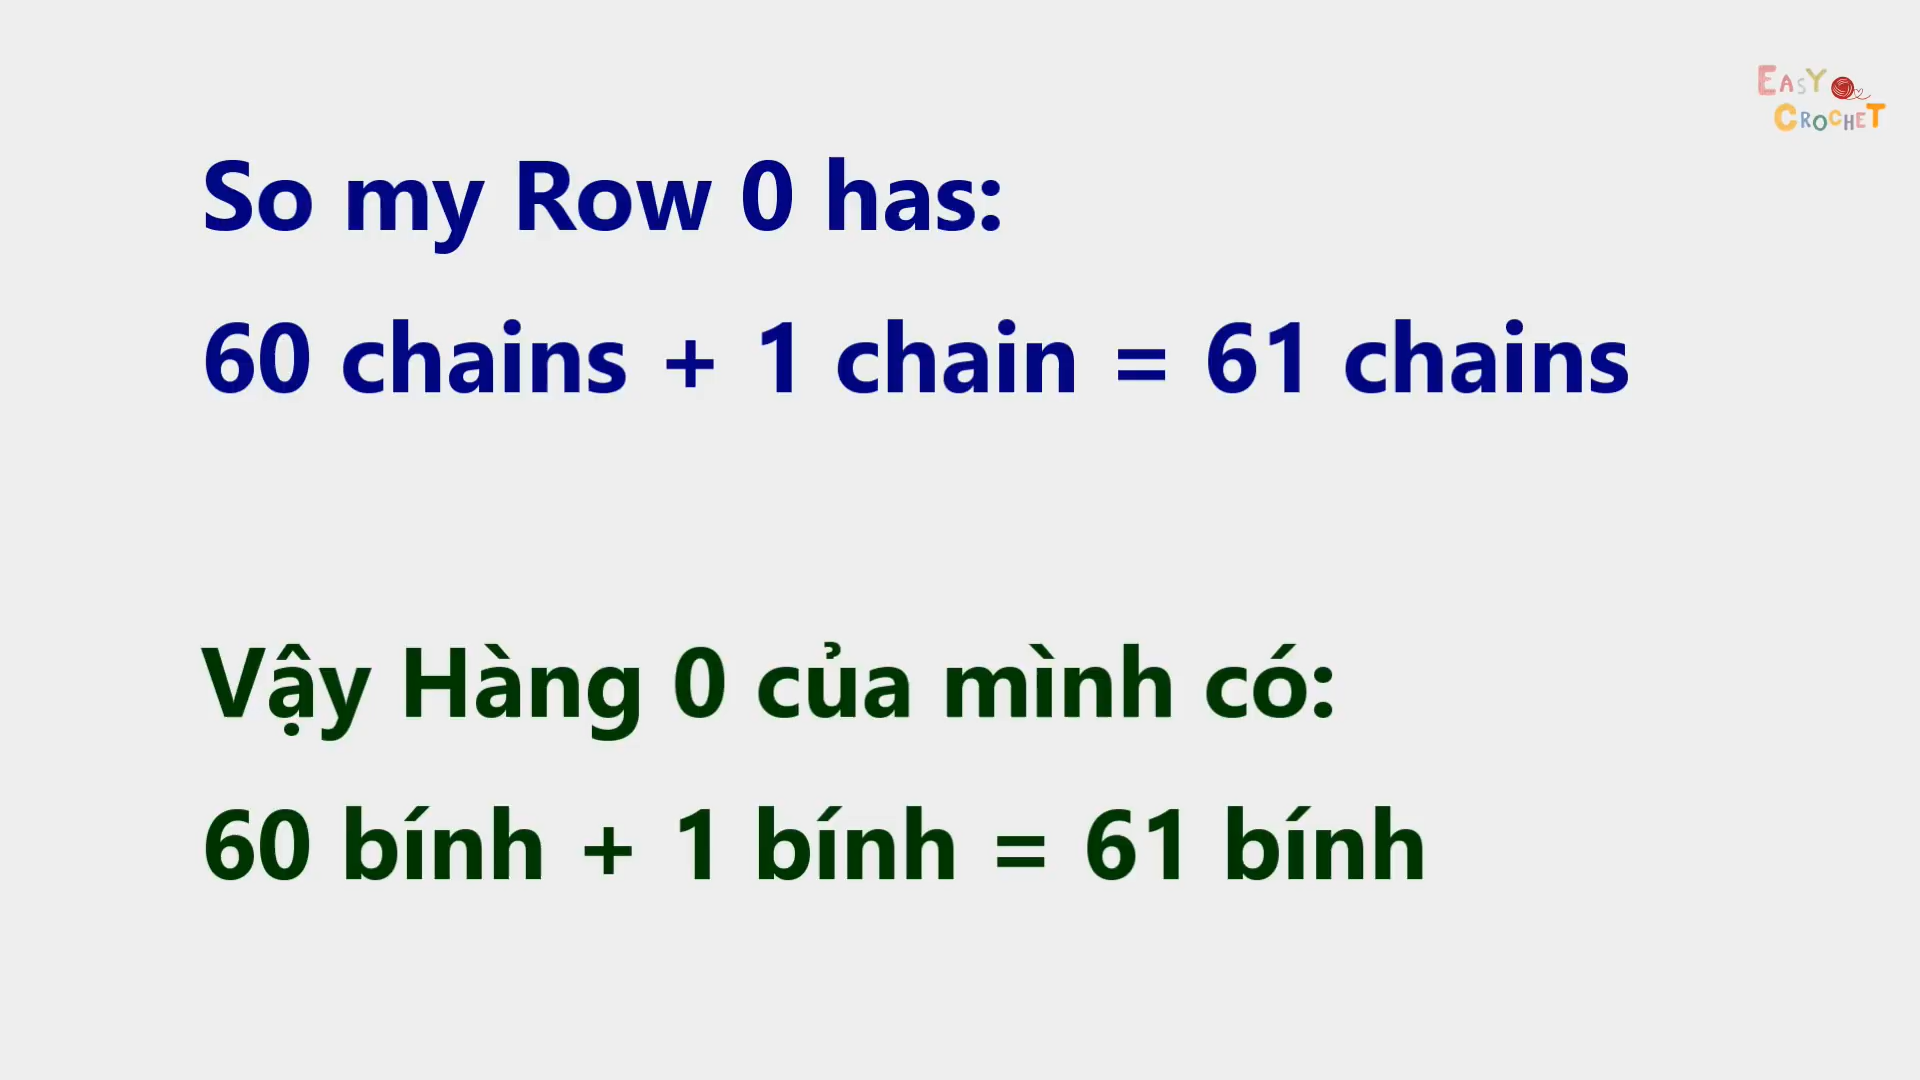 EASY
CROCHET
So my Row 0 has:
60 chains + 1 chain = 61 chains
Vậy Hàng 0 của mình có:
60 bính + 1 bính = 61 bính